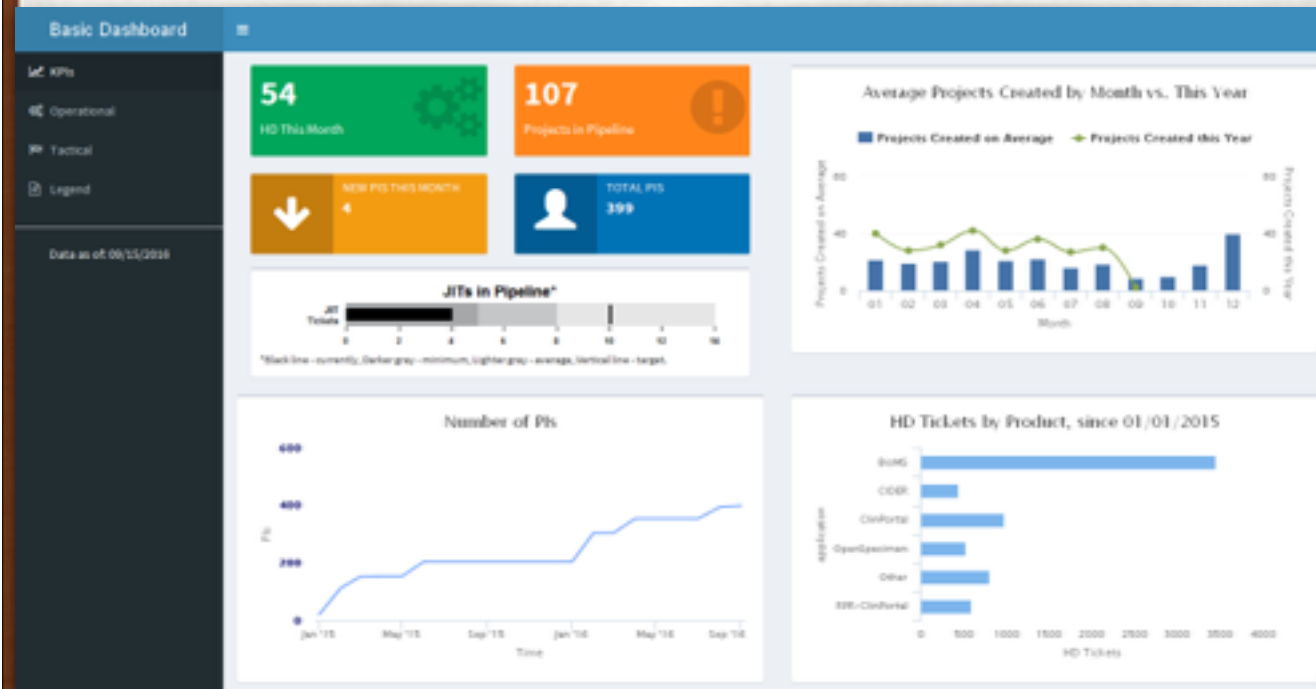 Basic Dashboard
KPIs
Operational
Tactical
Legend
Data as of: 09/15/2016
54
HD This Month
107
Projects in Pipeline
NEW PIS THIS MONTH
4
TOTAL PIS
399
JITs in Pipeline*
JIT
Tickets
0 2 4 6 8 10 12 14
*Black line - currently, Darker grey - minimum, Lighter grey - average, Vertical line - target.
Average Projects Created by Month vs. This Year
Projects Created on Average Projects Created this Year
Projects Created on Average
80
40
0
80
40
0
Projects Created this Year
01 02 03 04 05 06 07 08 09 10 11 12
Month
Number of PIs
600
400
200
0
PIs
Jan '15 May '15 Sep '15 Jan '16 May '16 Sep '16
Time
HD Tickets by Product, since 01/01/2015
application
CIDER
ClinPortal
OpenSpecimen
Other
0 500 1000 1500 2000 2500 3000 3500 4000
HD Tickets